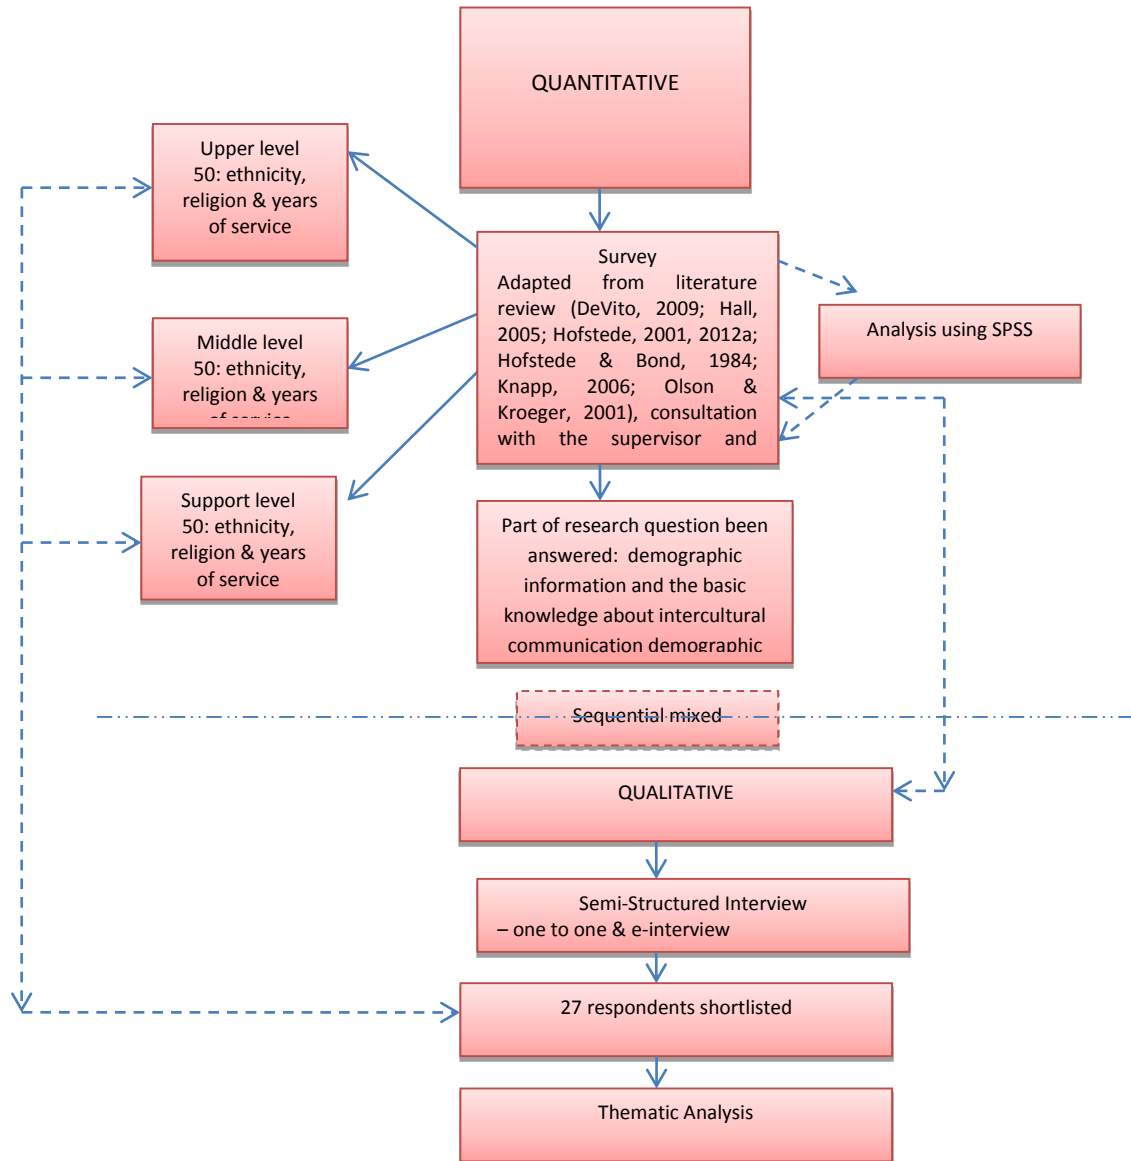 QUANTITATIVE
Upper level
50: ethnicity,
religion & years
of service
Survey
Adapted from literature
review (DeVito, 2009; Hall,
2005; Hofstede, 2001, 2012a;
Hofstede & Bond, 1984;
Knapp, 2006; Olson &
Kroeger, 2001), consultation
with the supervisor and
Analysis using SPSS
Middle level
50: ethnicity,
religion & years
of service
Support level
50: ethnicity,
religion & years
of service
Part of research question been
answered: demographic
information and the basic
knowledge about intercultural
communication demographic
Sequential mixed
QUALITATIVE
Semi-Structured Interview
– one to one & e-interview
27 respondents shortlisted
Thematic Analysis